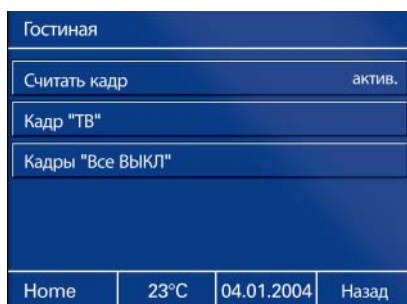 Гостиная
Считать кадр актив.
Кадр "ТВ"
Кадры "Все ВЫКЛ"
Home 23°C 04.01.2004 Назад